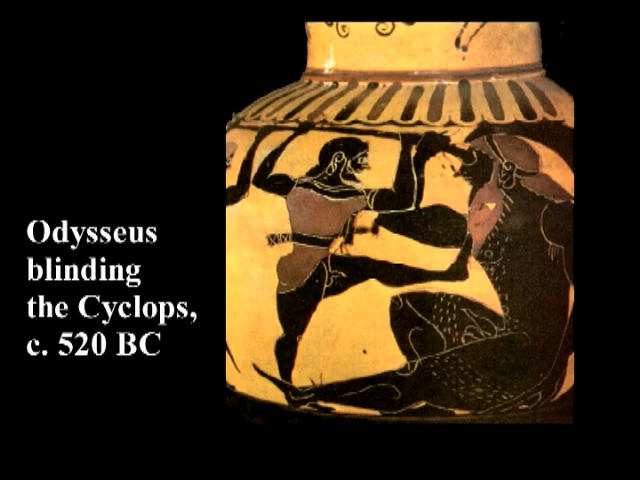 Odysseus
blinding
the Cyclops,
c. 520 BC